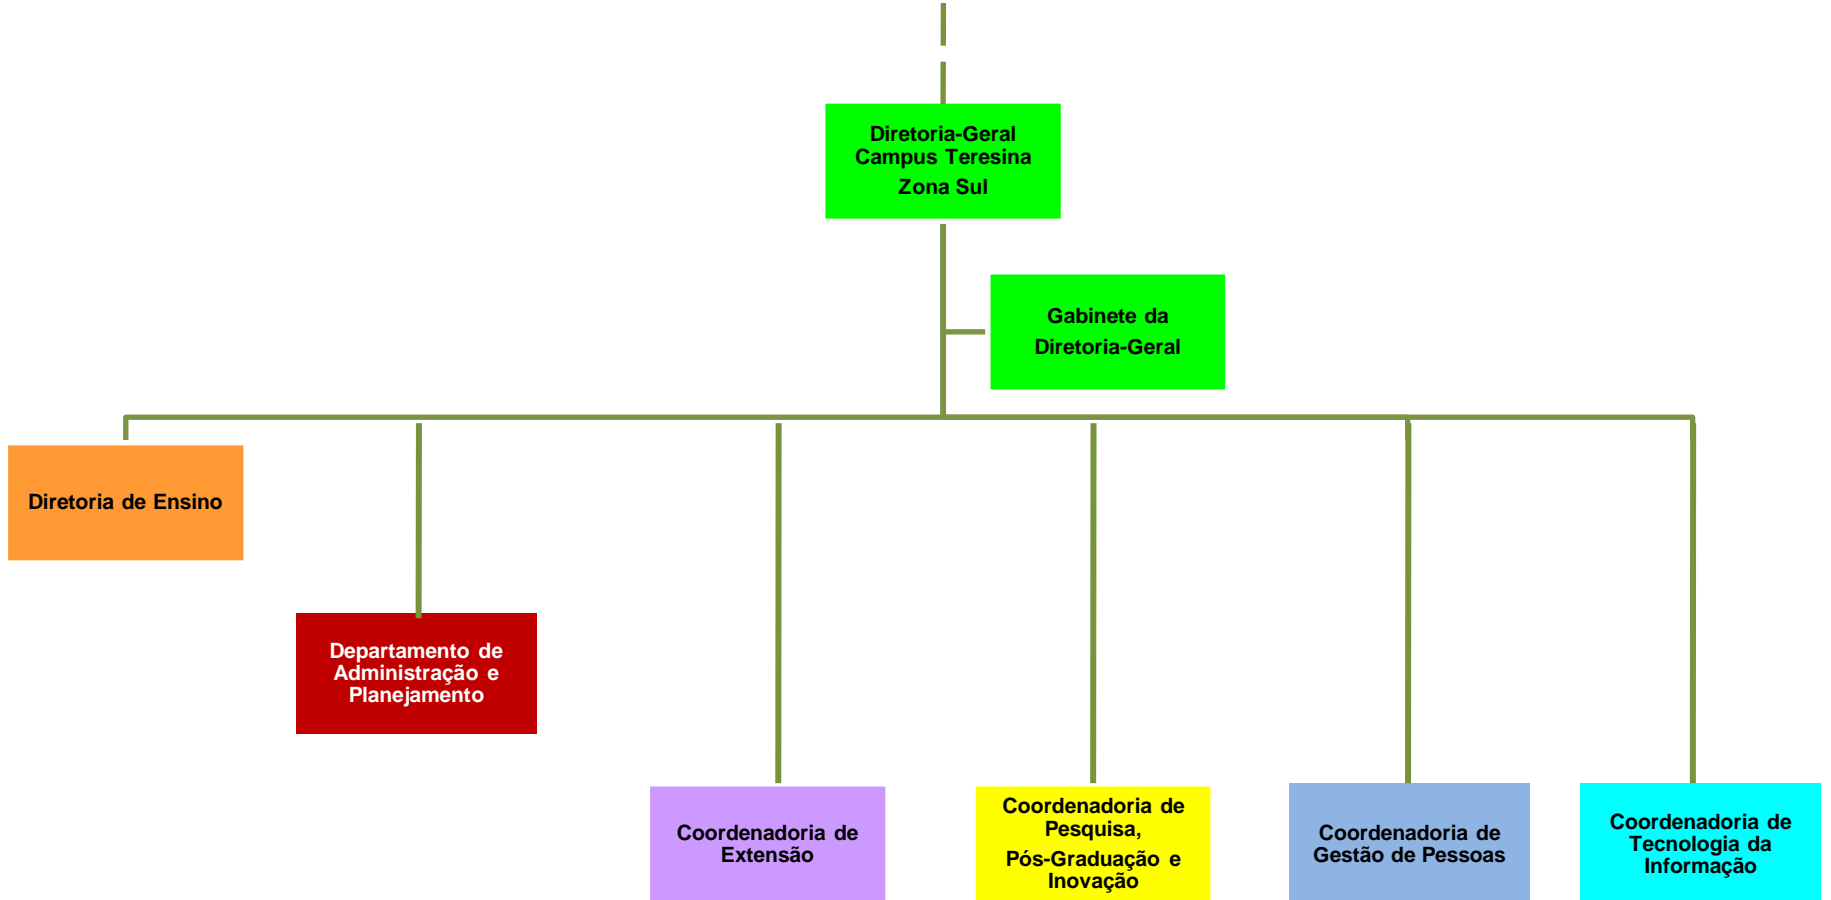 Diretoria-Geral
Campus Teresina
Zona Sul
Gabinete da
Diretoria-Geral
Diretoria de Ensino
Departamento de
Administração e
Planejamento
Coordenadoria de
Extensão
Coordenadoria de
Pesquisa,
Pós-Graduação e
Inovação
Coordenadoria de
Gestão de Pessoas
Coordenadoria de
Tecnologia da
Informação